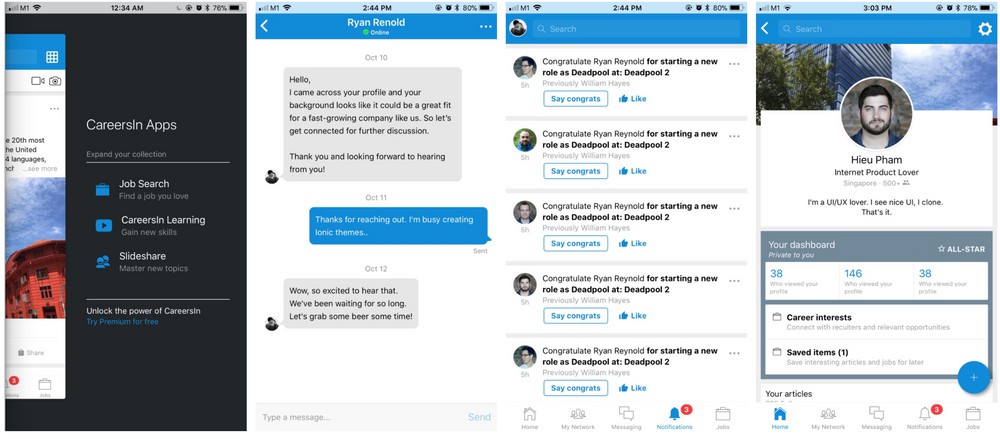 M1
12:34 AM
76%
CareersIn Apps
Expand your collection
Job Search
Find a job you love
CareersIn Learning
Gain new skills
Slideshare
Master new topics
Unlock the power of CareersIn
Try Premium for free
...
e 20th most
the United
4 languages,
...see more
Share
3
Jobs
M1
2:44 PM
80%
Ryan Renold
Online
...
Oct 10
Hello,
I came across your profile and your
background looks like it could be a great fit
for a fast-growing company like us. So let's
get connected for further discussion.
Thank you and looking forward to hearing
from you!
Oct 11
Thanks for reaching out. I'm busy creating
Ionic themes..
Sent
Oct 12
Wow, so excited to hear that.
We've been waiting for so long.
Let's grab some beer some time!
Type a message...
Send
M1
2:44 PM
80%
Search
Congratulate Ryan Reynold for starting a new
role as Deadpool at: Deadpool 2
Previously William Hayes
5h
Say congrats
Like
Congratulate Ryan Reynold for starting a new
role as Deadpool at: Deadpool 2
Previously William Hayes
5h
Say congrats
Like
Congratulate Ryan Reynold for starting a new
role as Deadpool at: Deadpool 2
Previously William Hayes
5h
Say congrats
Like
Congratulate Ryan Reynold for starting a new
role as Deadpool at: Deadpool 2
Previously William Hayes
5h
Say congrats
Like
Congratulate Ryan Reynold for starting a new
role as Deadpool at: Deadpool 2
Previously William Hayes
5h
Say congrats
Like
Home
My Network
Messaging
Notifications
3
Jobs
M1
3:03 PM
78%
Search
Hieu Pham
Internet Product Lover
Singapore · 500+
I'm a UI/UX lover. I see nice UI, I clone.
That's it.
Your dashboard
Private to you
ALL-STAR
38
Who viewed your
profile
146
Who viewed your
profile
38
Who viewed your
profile
Career interests
Connect with recuiters and relevant opportunities
Saved items (1)
Save interesting articles and jobs for later
+
Your articles
Home
My Network
Messaging
Notifications
3
Jobs